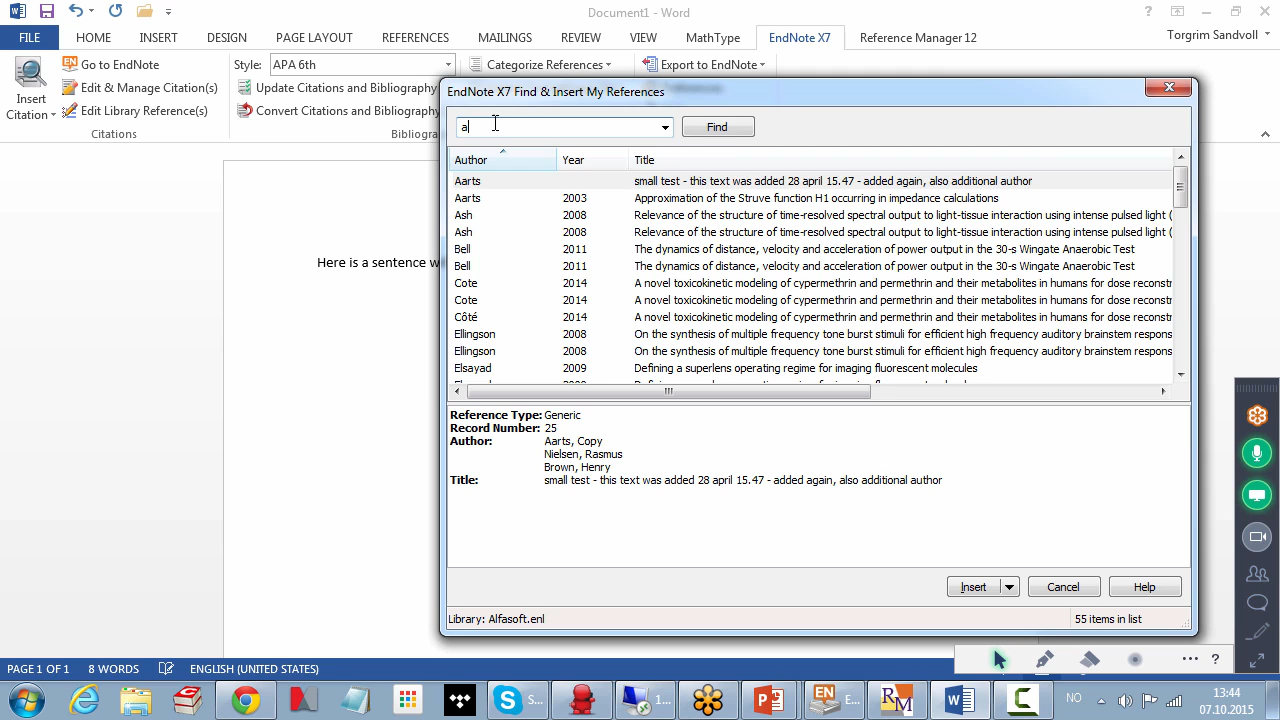 Document1 - Word
FILE HOME INSERT DESIGN PAGE LAYOUT REFERENCES MAILINGS REVIEW VIEW MathType EndNote X7 Reference Manager 12 Torgrim Sandvoll
Go to EndNote
Edit & Manage Citation(s)
Edit Library Reference(s)
Insert
Citation
Citations
Style: APA 6th
Update Citations and Bibliography
Convert Citations and Bibliography
Categorize References
Export to EndNote
EndNote X7 Find & Insert My References
a
Find
Author Year Title
Aarts small test - this text was added 28 april 15.47 - added again, also additional author
Aarts 2003 Approximation of the Struve function H1 occurring in impedance calculations
Ash 2008 Relevance of the structure of time-resolved spectral output to light-tissue interaction using intense pulsed light (
Ash 2008 Relevance of the structure of time-resolved spectral output to light-tissue interaction using intense pulsed light (
Bell 2011 The dynamics of distance, velocity and acceleration of power output in the 30-s Wingate Anaerobic Test
Bell 2011 The dynamics of distance, velocity and acceleration of power output in the 30-s Wingate Anaerobic Test
Cote 2014 A novel toxicokinetic modeling of cypermethrin and permethrin and their metabolites in humans for dose reconstr
Cote 2014 A novel toxicokinetic modeling of cypermethrin and permethrin and their metabolites in humans for dose reconstr
Côté 2014 A novel toxicokinetic modeling of cypermethrin and permethrin and their metabolites in humans for dose reconstr
Ellingson 2008 On the synthesis of multiple frequency tone burst stimuli for efficient high frequency auditory brainstem respons
Ellingson 2008 On the synthesis of multiple frequency tone burst stimuli for efficient high frequency auditory brainstem respons
Elsayad 2009 Defining a superlens operating regime for imaging fluorescent molecules
Here is a sentence w
Reference Type: Generic
Record Number: 25
Author: Aarts, Copy
Nielsen, Rasmus
Brown, Henry
Title: small test - this text was added 28 april 15.47 - added again, also additional author
Insert Cancel Help
Library: Alfasoft.enl 55 items in list
PAGE 1 OF 1 8 WORDS ENGLISH (UNITED STATES)
S...
1...
E...
NO
13:44
07.10.2015